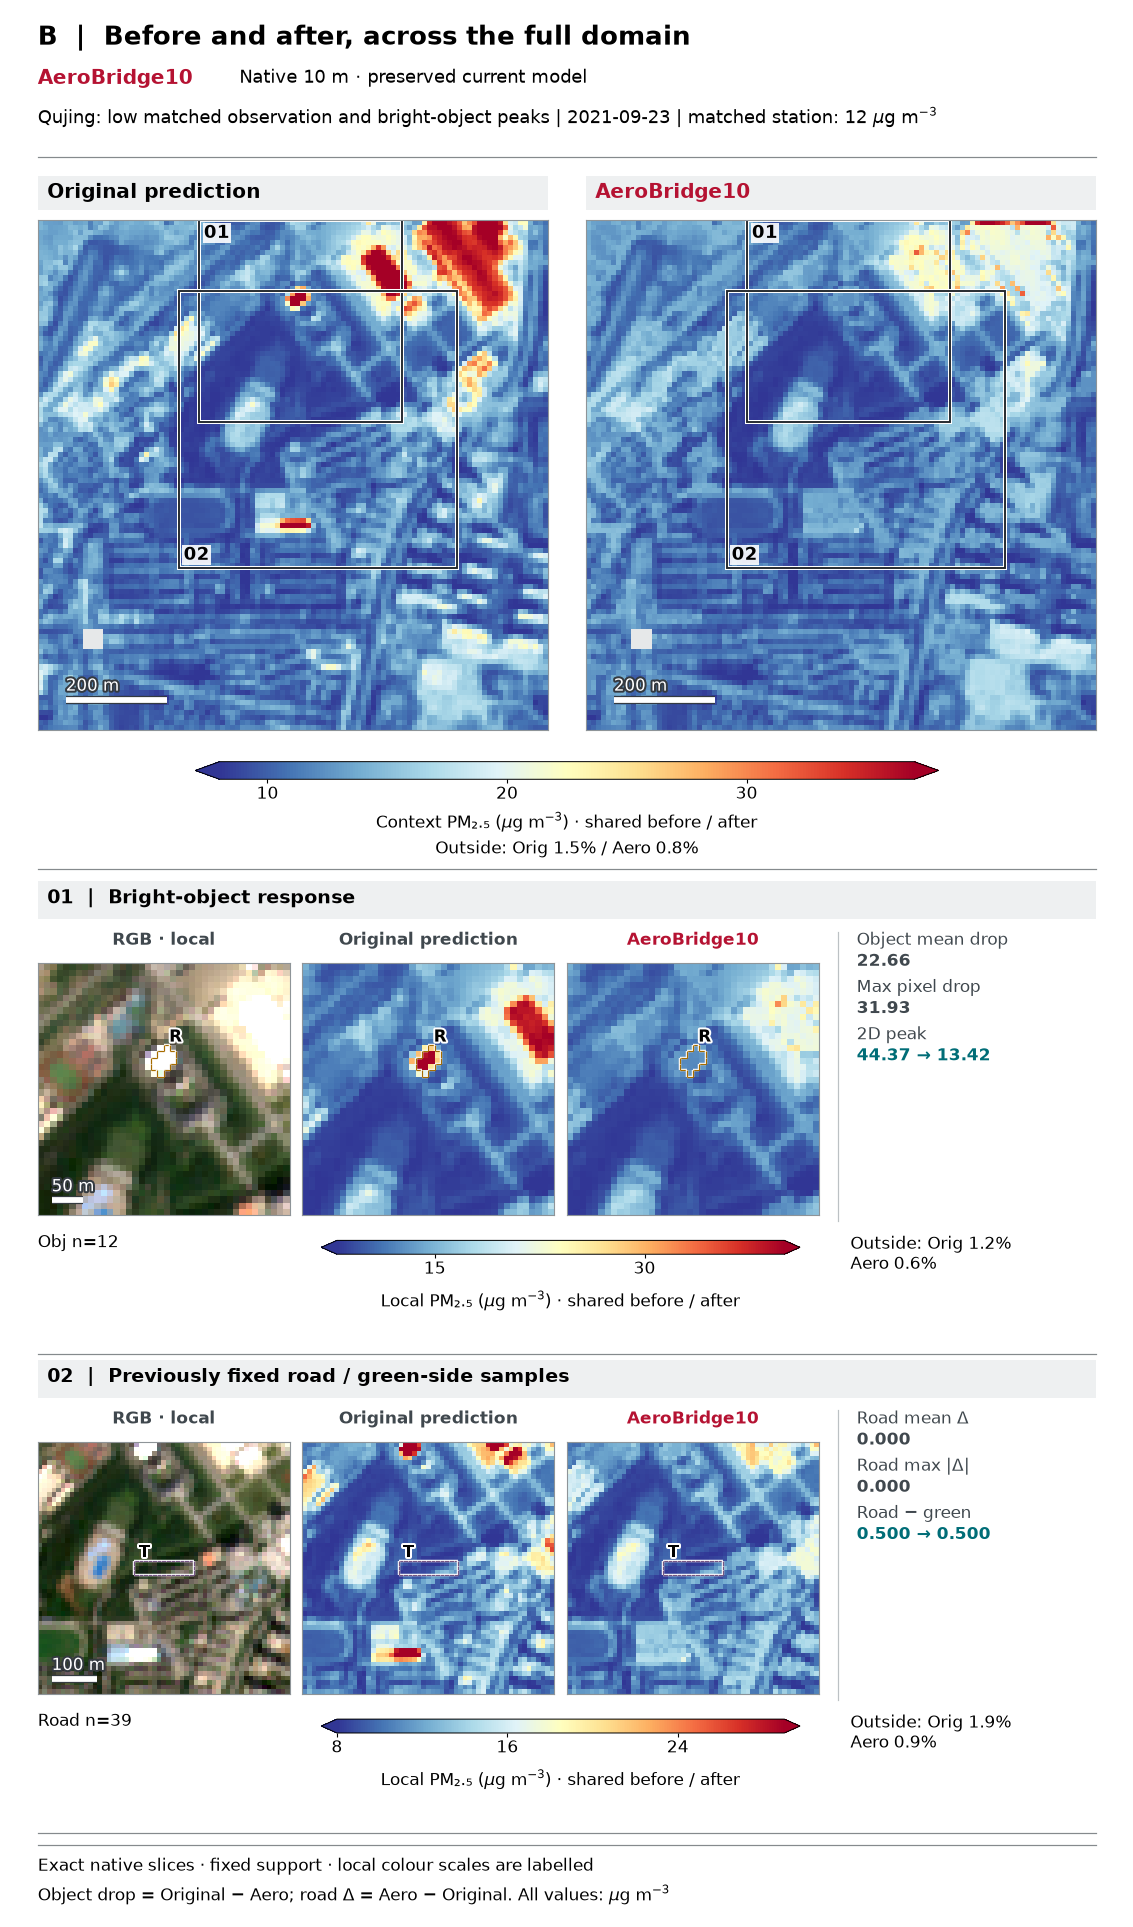 B | Before and after, across the full domain
AeroBridge10 Native 10 m · preserved current model
Qujing: low matched observation and bright-object peaks | 2021-09-23 | matched station: 12 μg m⁻³
Original prediction
AeroBridge10
01
02
200 m
01
02
200 m
10 20 30
Context PM₂.₅ (μg m⁻³) · shared before / after
Outside: Orig 1.5% / Aero 0.8%
01 | Bright-object response
RGB · local
Original prediction
AeroBridge10
R
50 m
R
R
Object mean drop
22.66
Max pixel drop
31.93
2D peak
44.37 → 13.42
Obj n=12
15 30
Local PM₂.₅ (μg m⁻³) · shared before / after
Outside: Orig 1.2%
Aero 0.6%
02 | Previously fixed road / green-side samples
RGB · local
Original prediction
AeroBridge10
T
100 m
T
T
Road mean Δ
0.000
Road max |Δ|
0.000
Road − green
0.500 → 0.500
Road n=39
8 16 24
Local PM₂.₅ (μg m⁻³) · shared before / after
Outside: Orig 1.9%
Aero 0.9%
Exact native slices · fixed support · local colour scales are labelled
Object drop = Original − Aero; road Δ = Aero − Original. All values: μg m⁻³